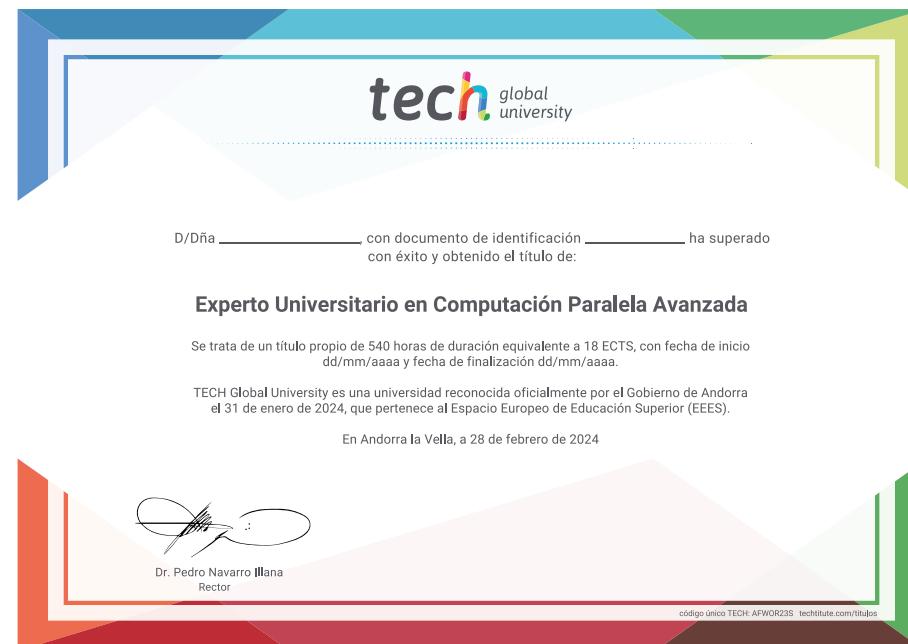 tech global university
D/Dña ______________________, con documento de identificación ______________ ha superado
con éxito y obtenido el título de:
Experto Universitario en Computación Paralela Avanzada
Se trata de un título propio de 540 horas de duración equivalente a 18 ECTS, con fecha de inicio
dd/mm/aaaa y fecha de finalización dd/mm/aaaa.
TECH Global University es una universidad reconocida oficialmente por el Gobierno de Andorra
el 31 de enero de 2024, que pertenece al Espacio Europeo de Educación Superior (EEES).
En Andorra la Vella, a 28 de febrero de 2024
Dr. Pedro Navarro Illana
Rector
código único TECH: AFWOR23S techtitute.com/titulos